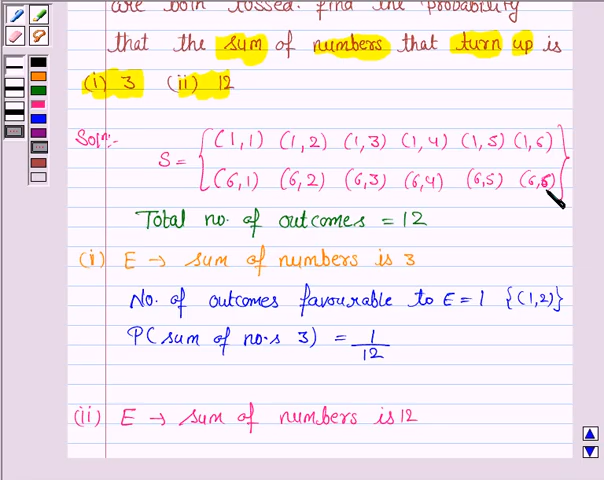 are both tossed. find the probability
that the sum of numbers that turn up is
(i) 3 (ii) 12
Soln:-
S = { (1,1) (1,2) (1,3) (1,4) (1,5) (1,6)
(6,1) (6,2) (6,3) (6,4) (6,5) (6,6) }
Total no. of outcomes = 12
(i) E → sum of numbers is 3
No. of outcomes favourable to E = 1 {(1,2)}
P(sum of no.s 3) = 1/12
(ii) E → sum of numbers is 12